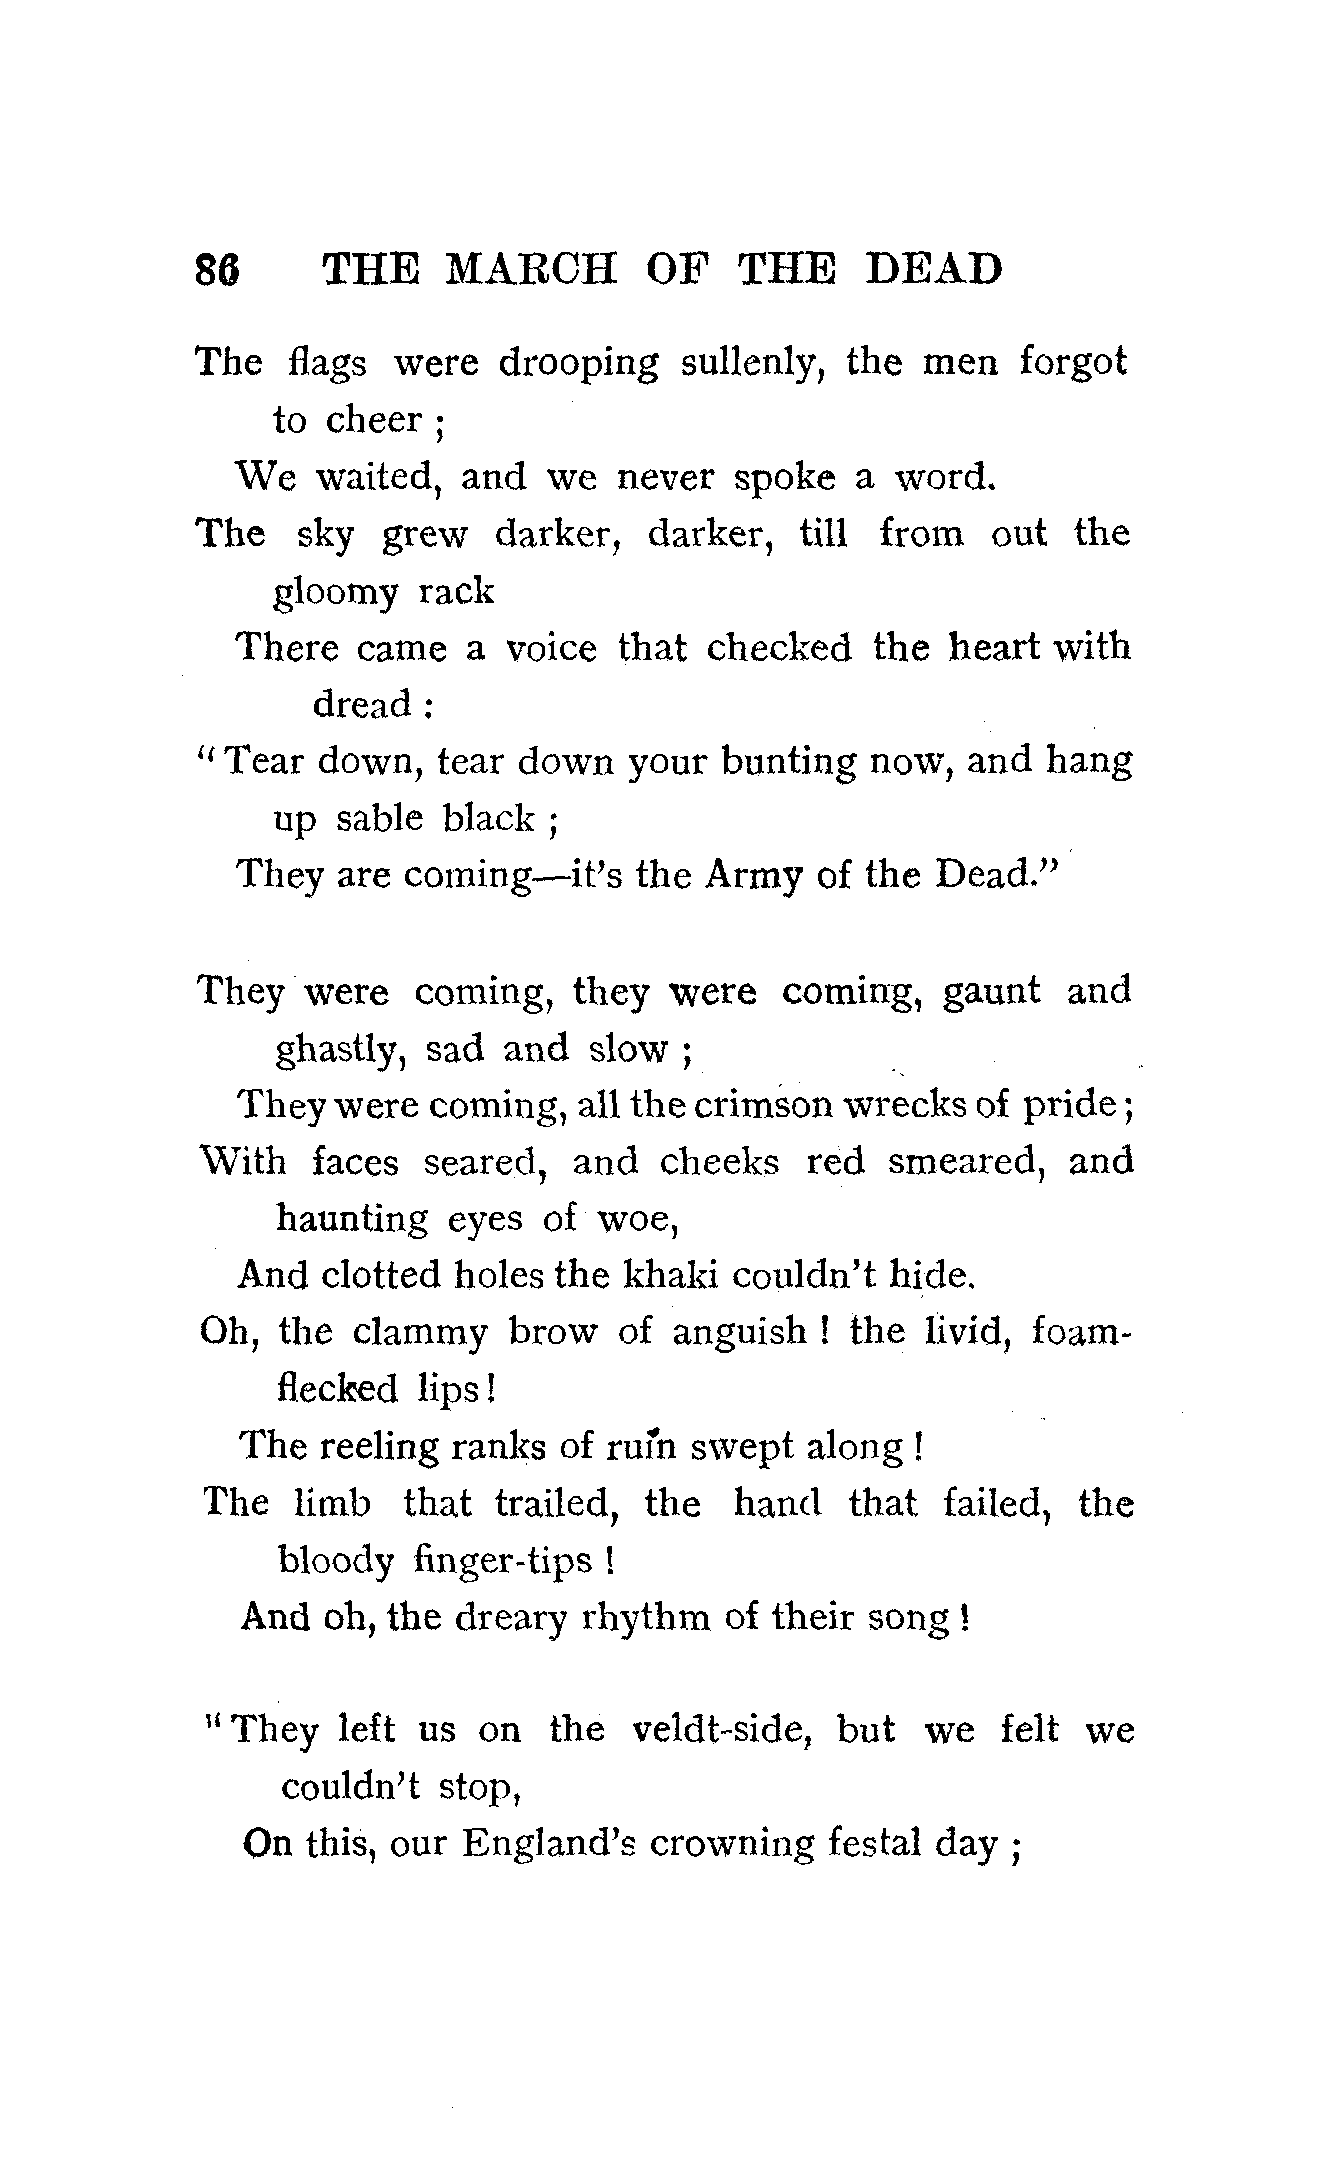 86 THE MARCH OF THE DEAD
The flags were drooping sullenly, the men forgot
to cheer ;
We waited, and we never spoke a word.
The sky grew darker, darker, till from out the
gloomy rack
There came a voice that checked the heart with
dread :
“Tear down, tear down your bunting now, and hang
up sable black ;
They are coming—it’s the Army of the Dead.”
They were coming, they were coming, gaunt and
ghastly, sad and slow ;
They were coming, all the crimson wrecks of pride ;
With faces seared, and cheeks red smeared, and
haunting eyes of woe,
And clotted holes the khaki couldn’t hide.
Oh, the clammy brow of anguish ! the livid, foam-
flecked lips !
The reeling ranks of ruin swept along !
The limb that trailed, the hand that failed, the
bloody finger-tips !
And oh, the dreary rhythm of their song !
“They left us on the veldt-side, but we felt we
couldn’t stop,
On this, our England’s crowning festal day ;